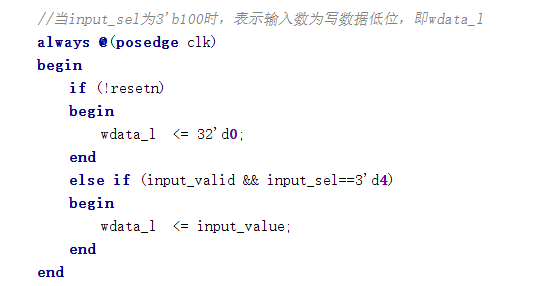 //当input_sel为3'b100时，表示输入数为写数据低位，即wdata_l
always @(posedge clk)
begin
if (!resetn)
begin
wdata_l <= 32'd0;
end
else if (input_valid && input_sel==3'd4)
begin
wdata_l <= input_value;
end
end